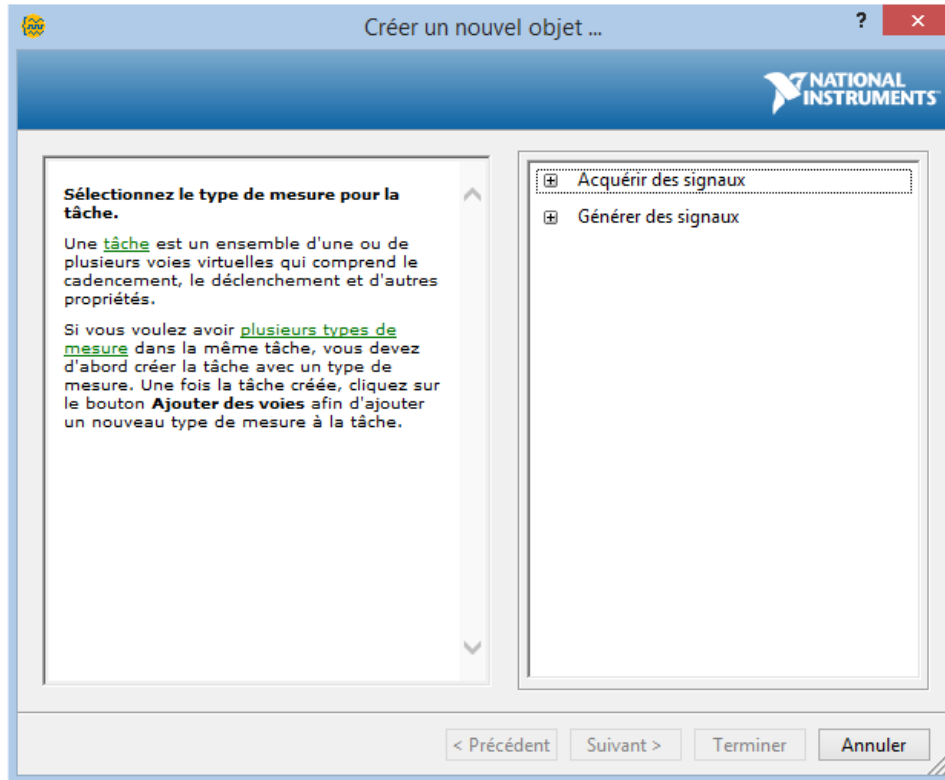 Créer un nouvel objet ...
?
NATIONAL
INSTRUMENTS
Sélectionnez le type de mesure pour la
tâche.
Une tâche est un ensemble d'une ou de
plusieurs voies virtuelles qui comprend le
cadencement, le déclenchement et d'autres
propriétés.
Si vous voulez avoir plusieurs types de
mesure dans la même tâche, vous devez
d'abord créer la tâche avec un type de
mesure. Une fois la tâche créée, cliquez sur
le bouton Ajouter des voies afin d'ajouter
un nouveau type de mesure à la tâche.
Acquérir des signaux
Générer des signaux
< Précédent
Suivant >
Terminer
Annuler